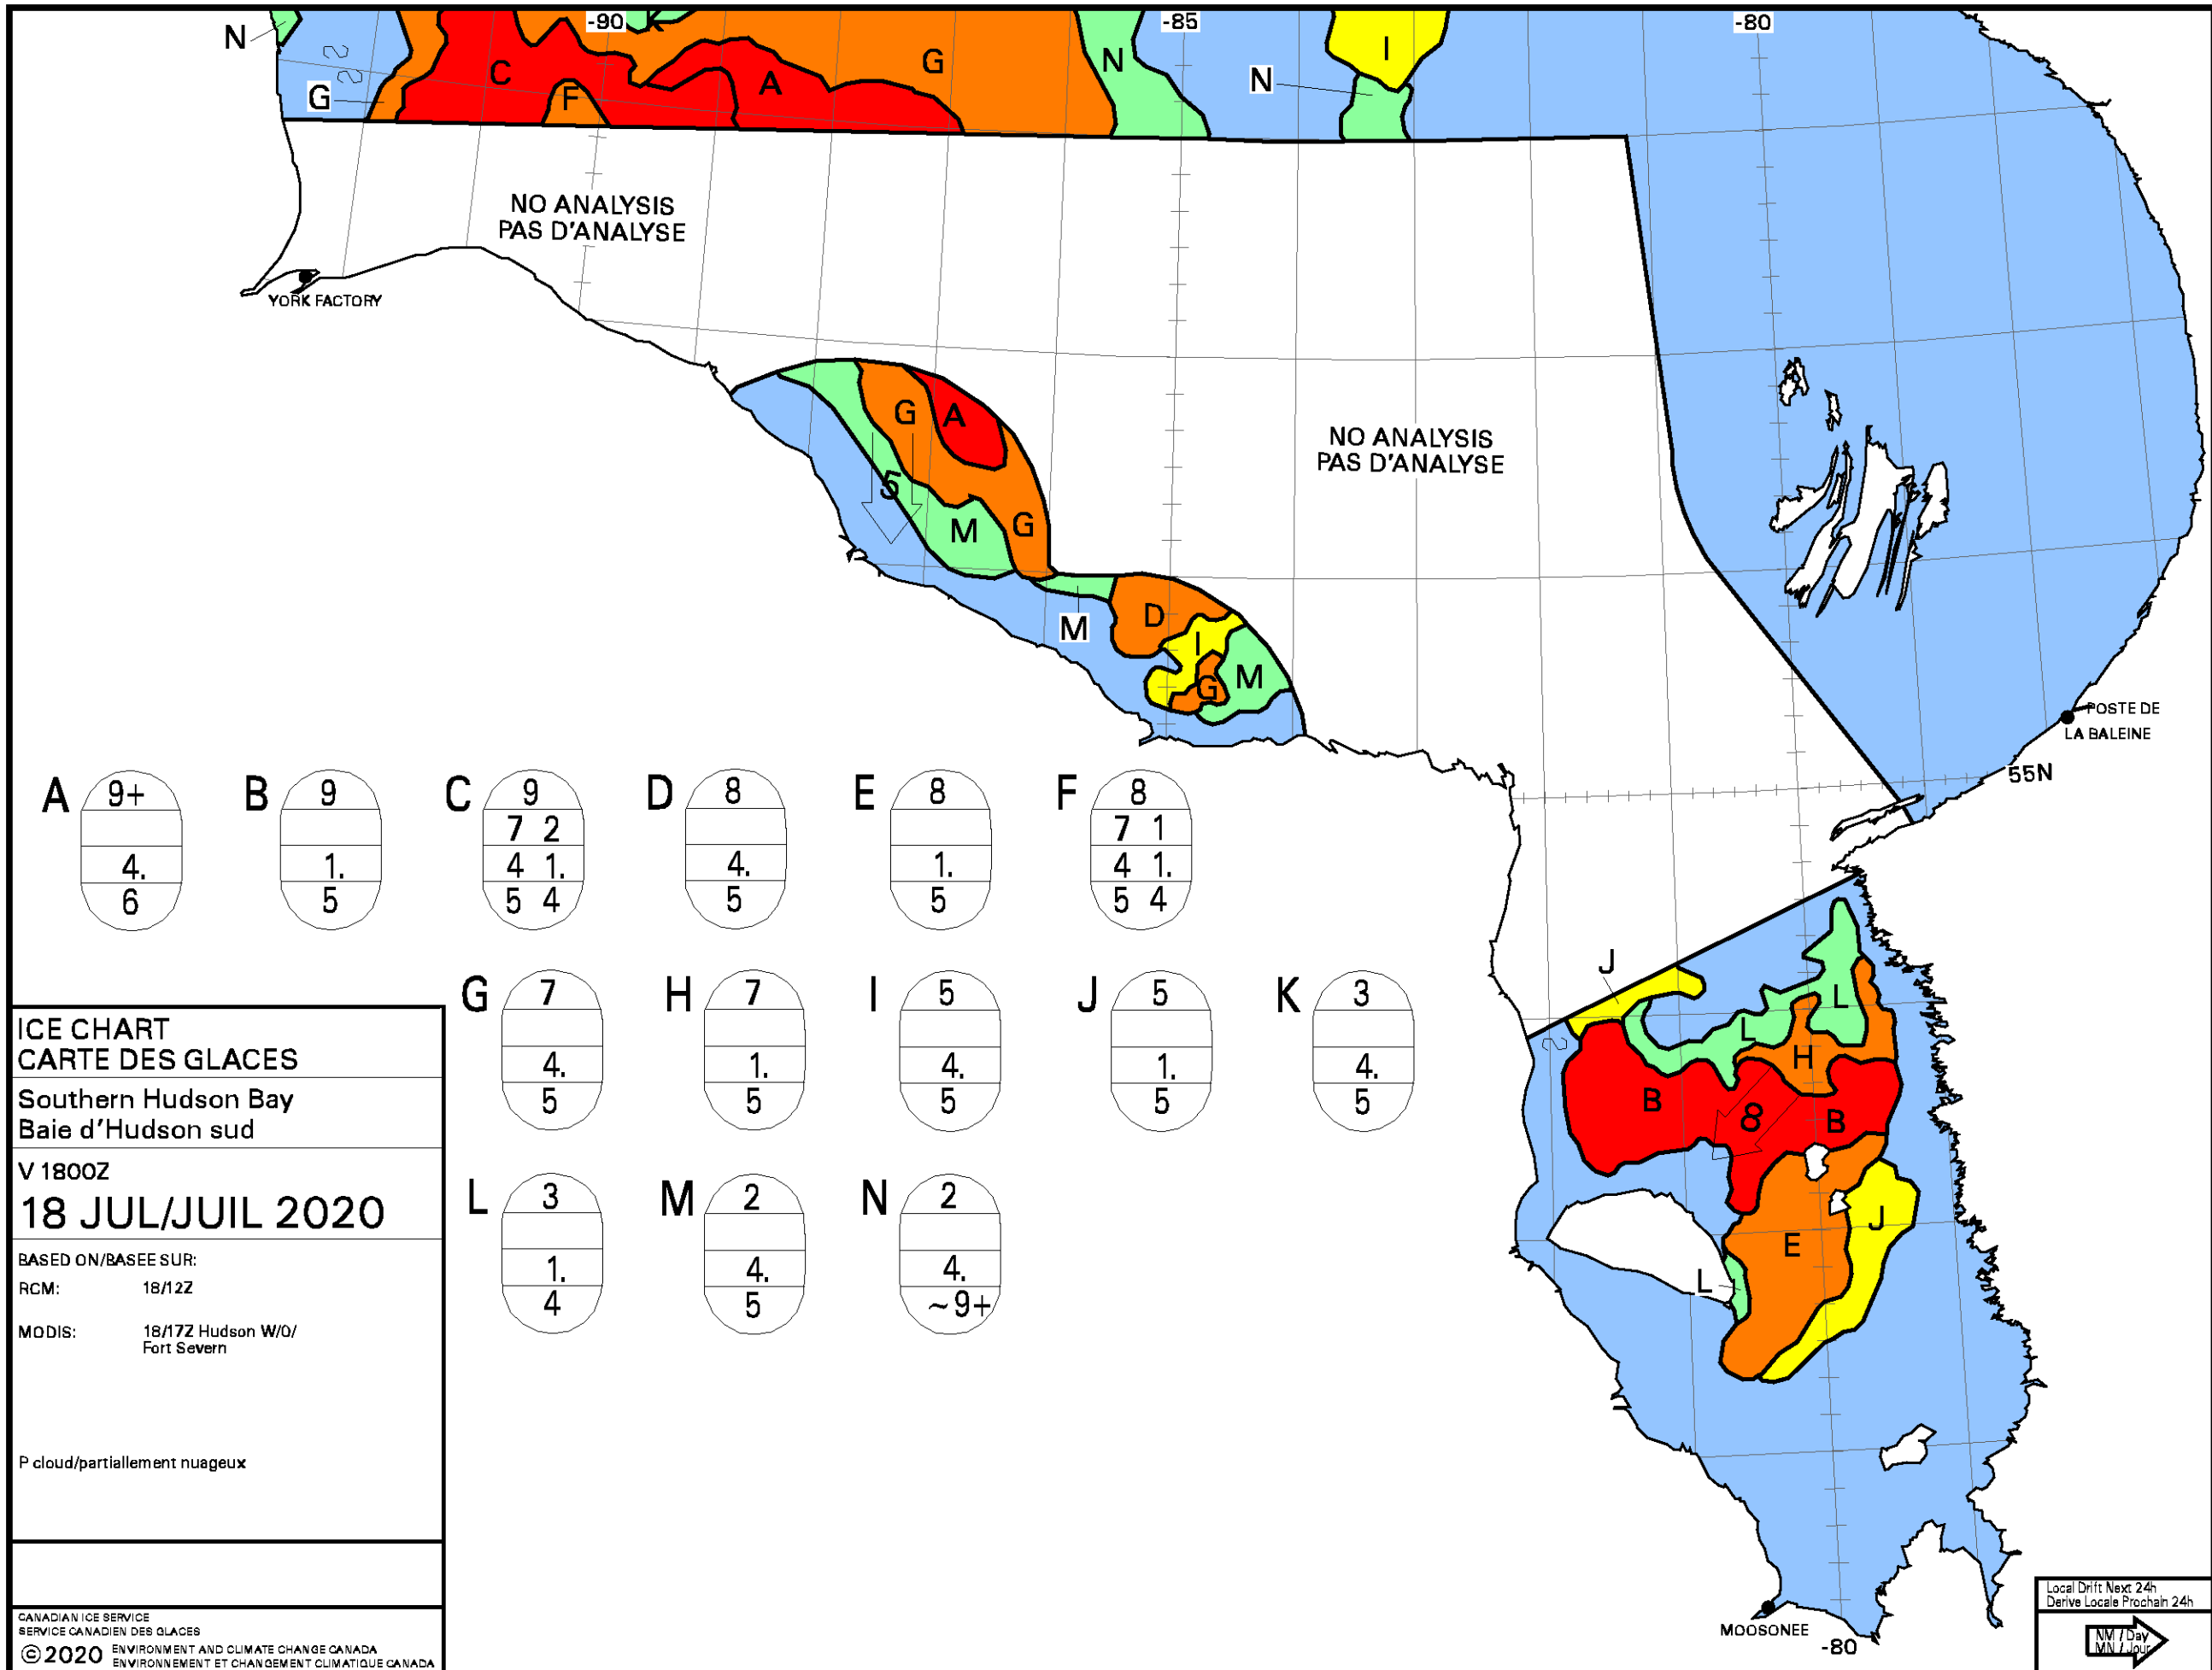 -90
-85
-80
N
G
C
F
K
A
G
N
N
I
NO ANALYSIS
PAS D'ANALYSE
YORK FACTORY
G
A
5
M
G
NO ANALYSIS
PAS D'ANALYSE
M
D
I
G
M
POSTE DE
LA BALEINE
55N
A
9+
4.
6
B
9
1.
5
C
9
7 2
4 1.
5 4
D
8
4.
5
E
8
1.
5
F
8
7 1
4 1.
5 4
G
7
4.
5
H
7
1.
5
I
5
4.
5
J
5
1.
5
K
3
4.
5
L
3
1.
4
M
2
4.
5
N
2
4.
~9+
J
L
L
H
B
8
B
J
E
L
MOOSONEE
-80
ICE CHART
CARTE DES GLACES
Southern Hudson Bay
Baie d'Hudson sud
V 1800Z
18 JUL/JUIL 2020
BASED ON/BASEE SUR:
RCM: 18/12Z
MODIS: 18/17Z Hudson W/O/
Fort Severn
P cloud/partiallement nuageux
CANADIAN ICE SERVICE
SERVICE CANADIEN DES GLACES
©2020 ENVIRONMENT AND CLIMATE CHANGE CANADA
ENVIRONNEMENT ET CHANGEMENT CLIMATIQUE CANADA
Local Drift Next 24h
Derive Locale Prochain 24h
NM / Day
MN / Jour